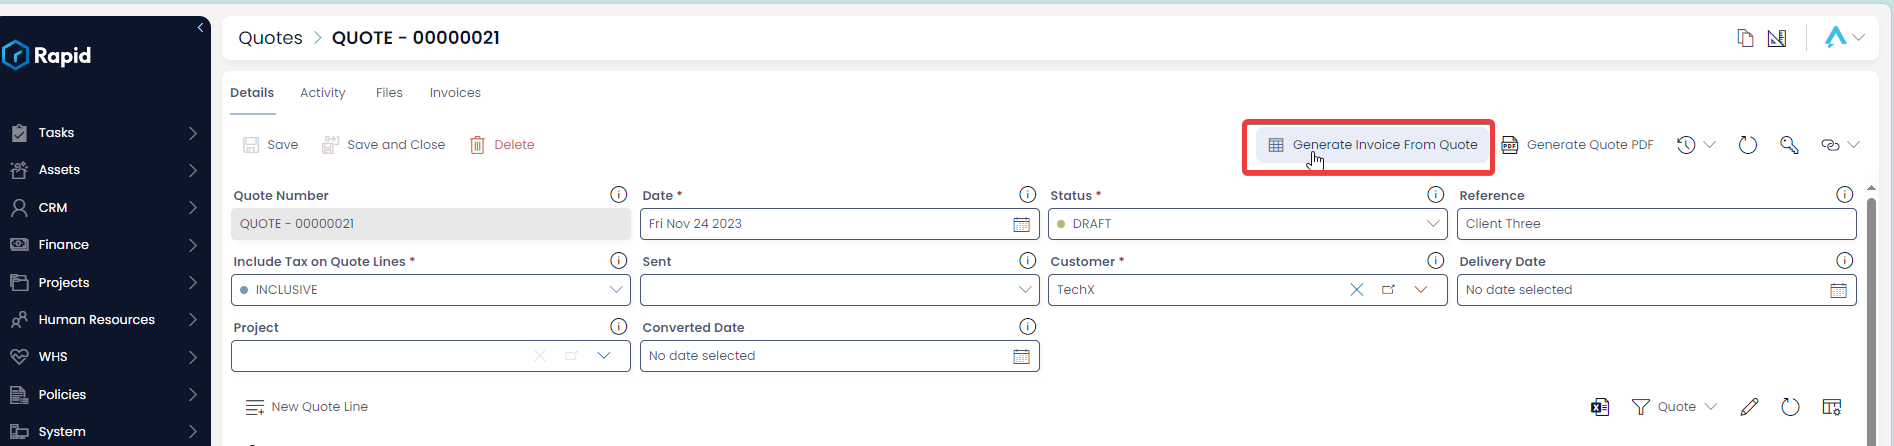 Rapid
Tasks
Assets
CRM
Finance
Projects
Human Resources
WHS
Policies
System
Quotes > QUOTE - 00000021
Details Activity Files Invoices
Save Save and Close Delete Generate Invoice From Quote PDF Generate Quote PDF
Quote Number Date * Status * Reference
QUOTE - 00000021 Fri Nov 24 2023 DRAFT Client Three
Include Tax on Quote Lines * Sent Customer * Delivery Date
INCLUSIVE TechX No date selected
Project Converted Date
No date selected
New Quote Line Quote